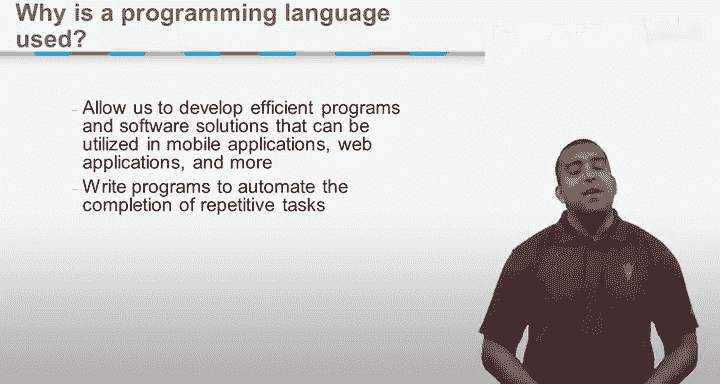 Why is a programming language
used?
– Allow us to develop efficient programs
and software solutions that can be
utilized in mobile applications, web
applications, and more
– Write programs to automate the
completion of repetitive tasks